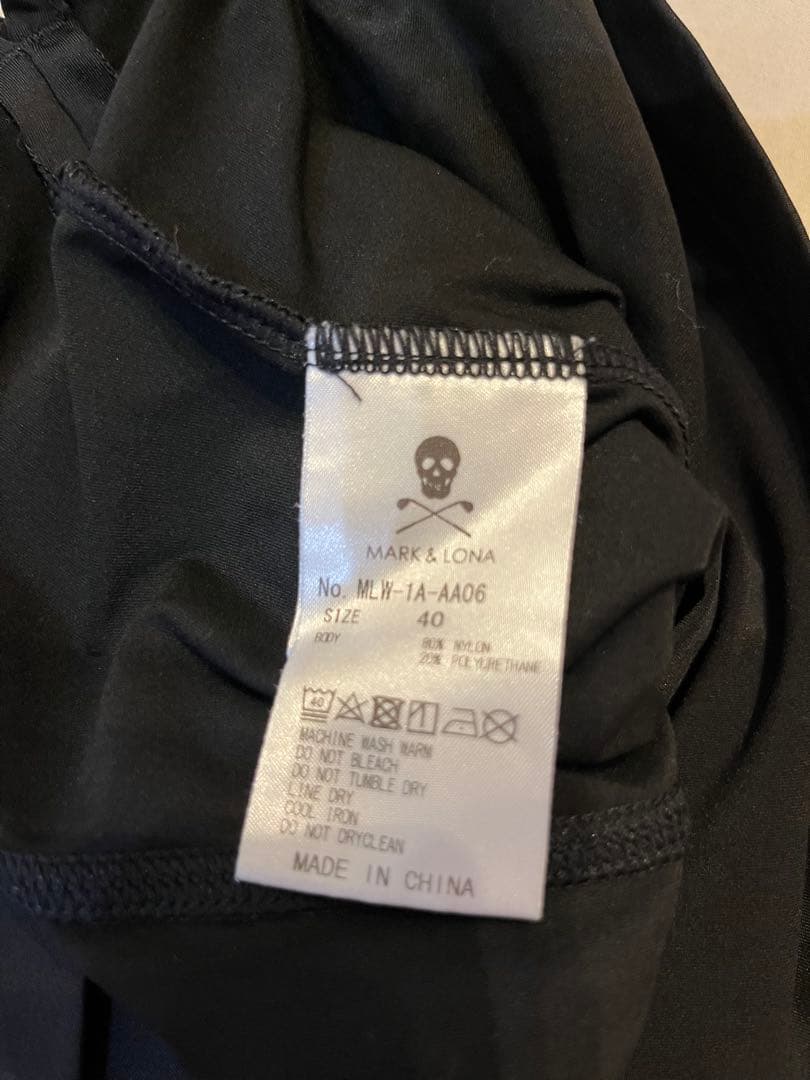 MARK & LONA
No. MLW-1A-AA06
SIZE 40
BODY 80% NYLON
20% POLYURETHANE
40
MACHINE WASH WARM
DO NOT BLEACH
DO NOT TUMBLE DRY
LINE DRY
COOL IRON
DO NOT DRYCLEAN
MADE IN CHINA